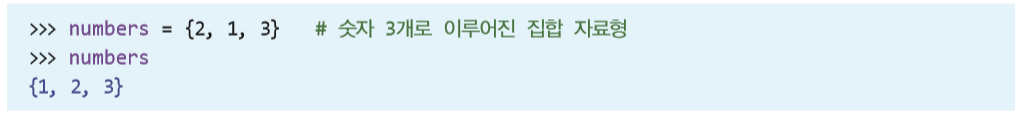 >>> numbers = {2, 1, 3}   # 숫자 3개로 이루어진 집합 자료형
>>> numbers
{1, 2, 3}